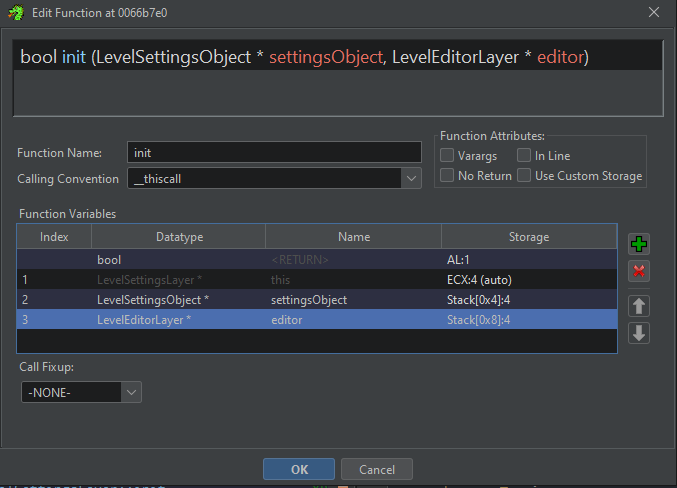 Edit Function at 0066b7e0
bool init (LevelSettingsObject * settingsObject, LevelEditorLayer * editor)
Function Name: init
Calling Convention __thiscall
Function Attributes:
Varargs In Line
No Return Use Custom Storage
Function Variables
Index Datatype Name Storage
bool <RETURN> AL:1
1 LevelSettingsLayer * this ECX:4 (auto)
2 LevelSettingsObject * settingsObject Stack[0x4]:4
3 LevelEditorLayer * editor Stack[0x8]:4
Call Fixup:
-NONE-
OK Cancel